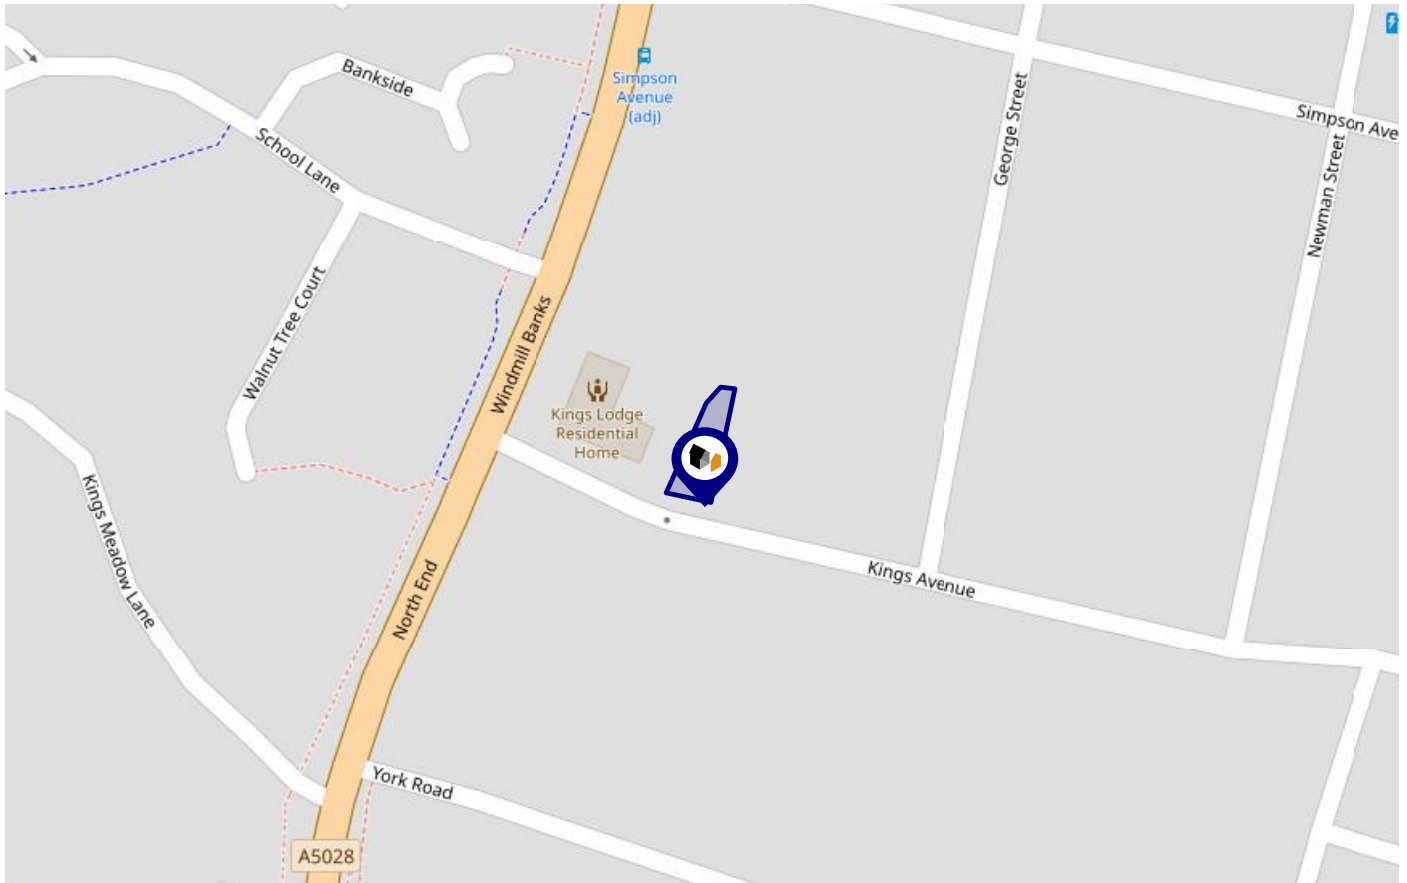 Bankside
Simpson
Avenue
(adj)
School Lane
George Street
Simpson Ave
Newman Street
Walnut Tree Court
Windmill Banks
Kings Lodge
Residential
Home
Kings Meadow Lane
North End
Kings Avenue
York Road
A5028